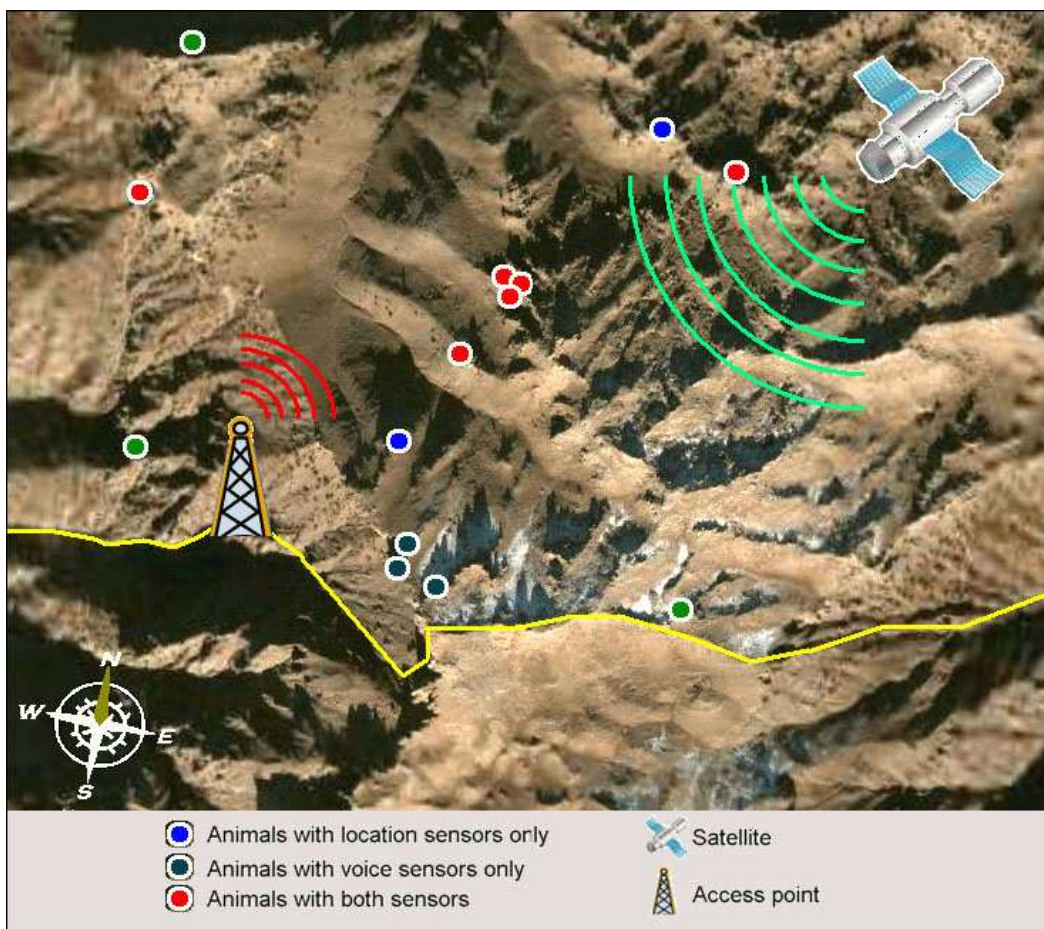 N
W
E
S
Animals with location sensors only
Animals with voice sensors only
Animals with both sensors
Satellite
Access point